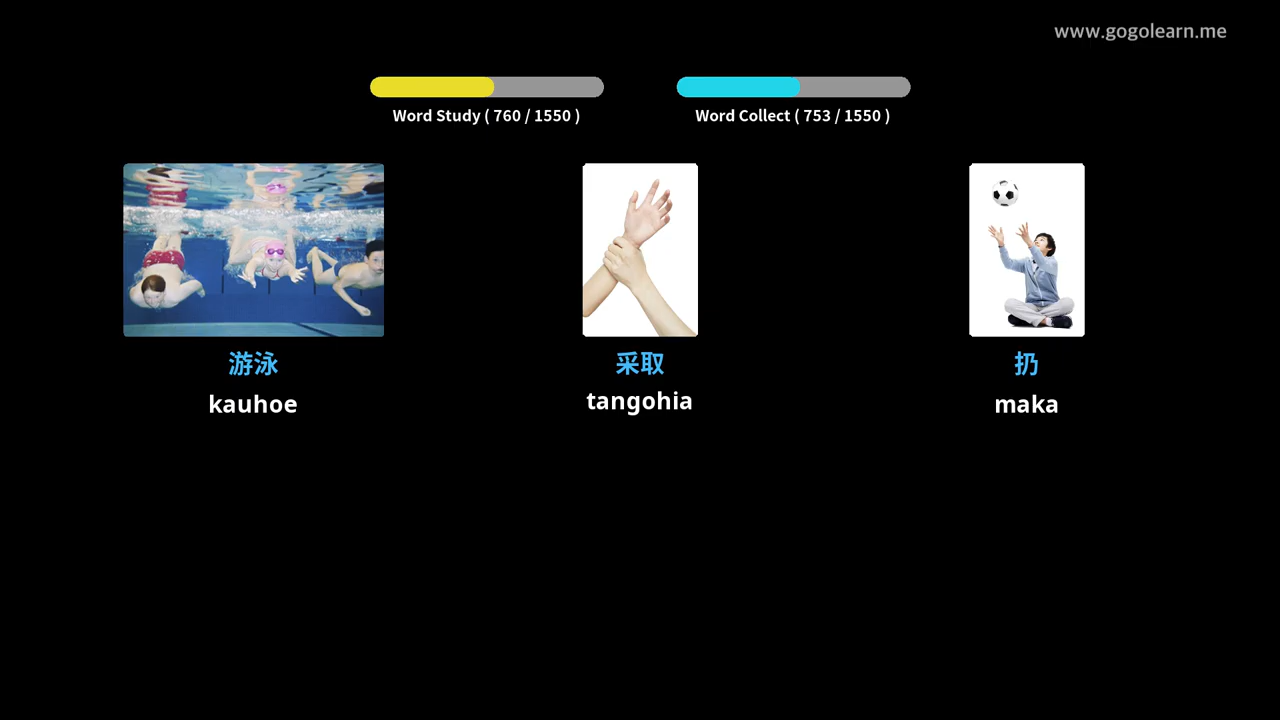 www.gogolearn.me
Word Study ( 760 / 1550 )
Word Collect ( 753 / 1550 )
游泳
采取
扔
kauhoe
tangohia
maka